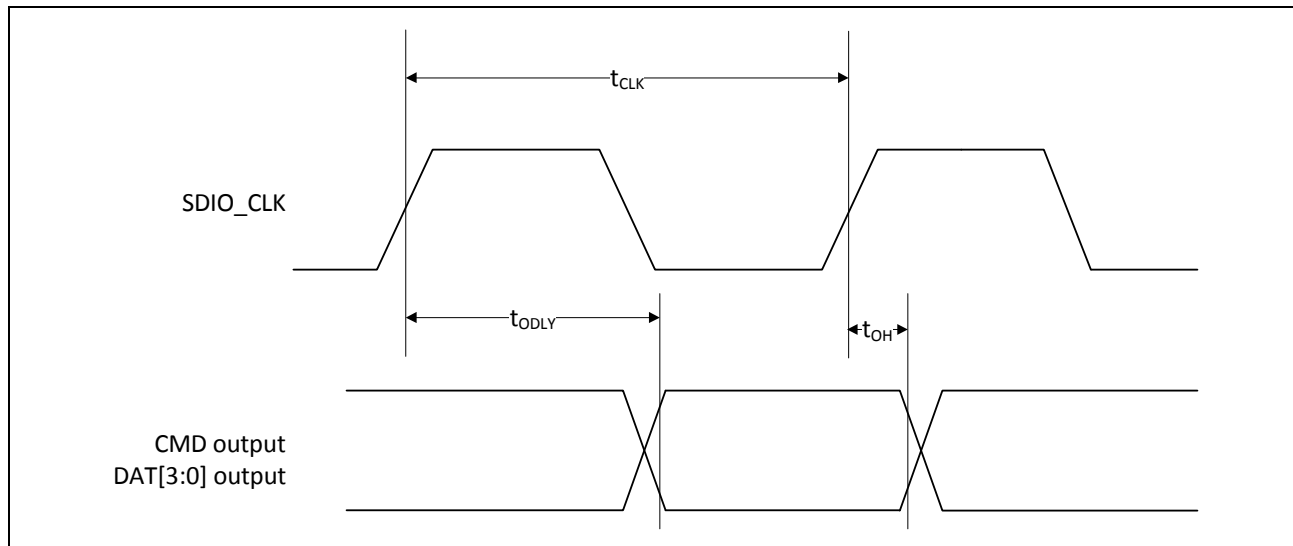 tCLK
SDIO_CLK
tODLY
tOH
CMD output
DAT[3:0] output